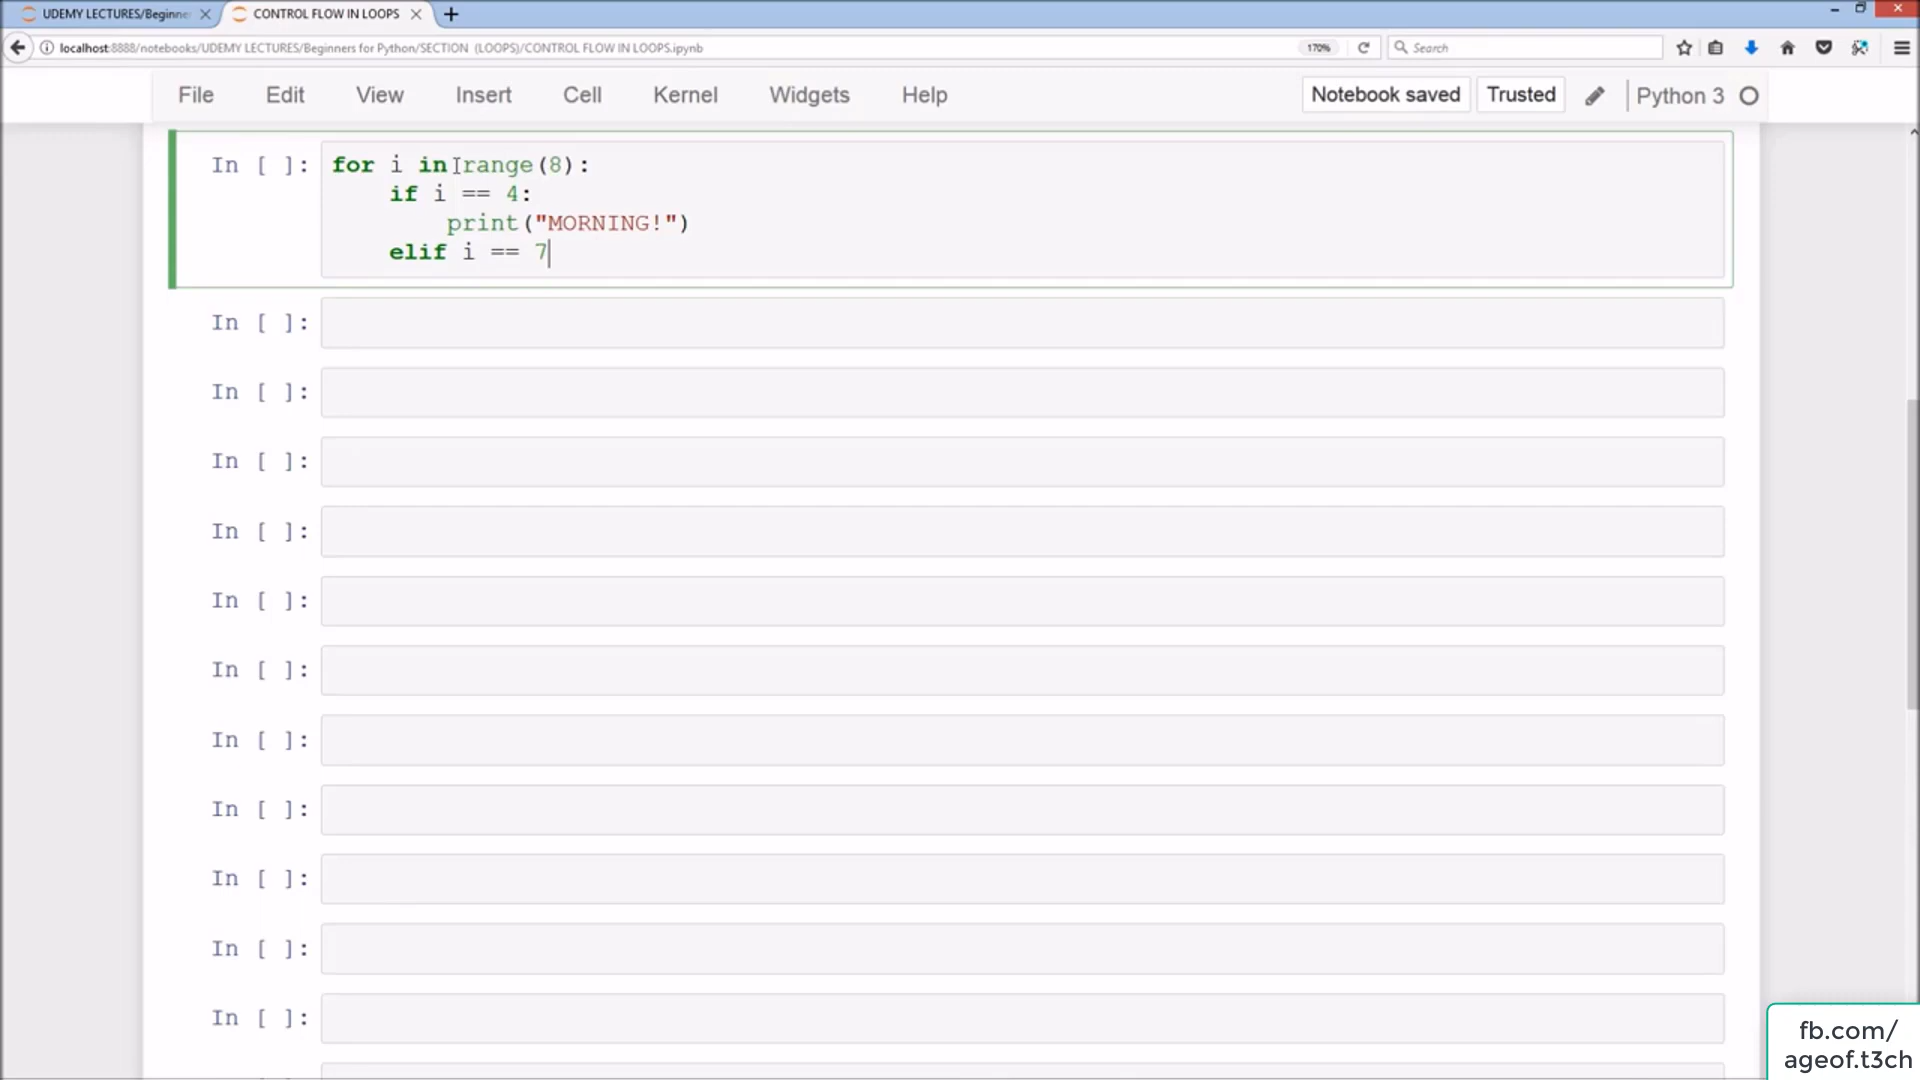 UDEMY LECTURES/Beginne
CONTROL FLOW IN LOOPS
localhost:8888/notebooks/UDEMY LECTURES/Beginners for Python/SECTION (LOOPS)/CONTROL FLOW IN LOOPS.ipynb
170%
Search
File Edit View Insert Cell Kernel Widgets Help
Notebook saved
Trusted
Python 3
In [ ]:
for i in range(8):
if i == 4:
print("MORNING!")
elif i == 7
In [ ]:
In [ ]:
In [ ]:
In [ ]:
In [ ]:
In [ ]:
In [ ]:
In [ ]:
In [ ]:
In [ ]:
In [ ]:
fb.com/
ageof.t3ch